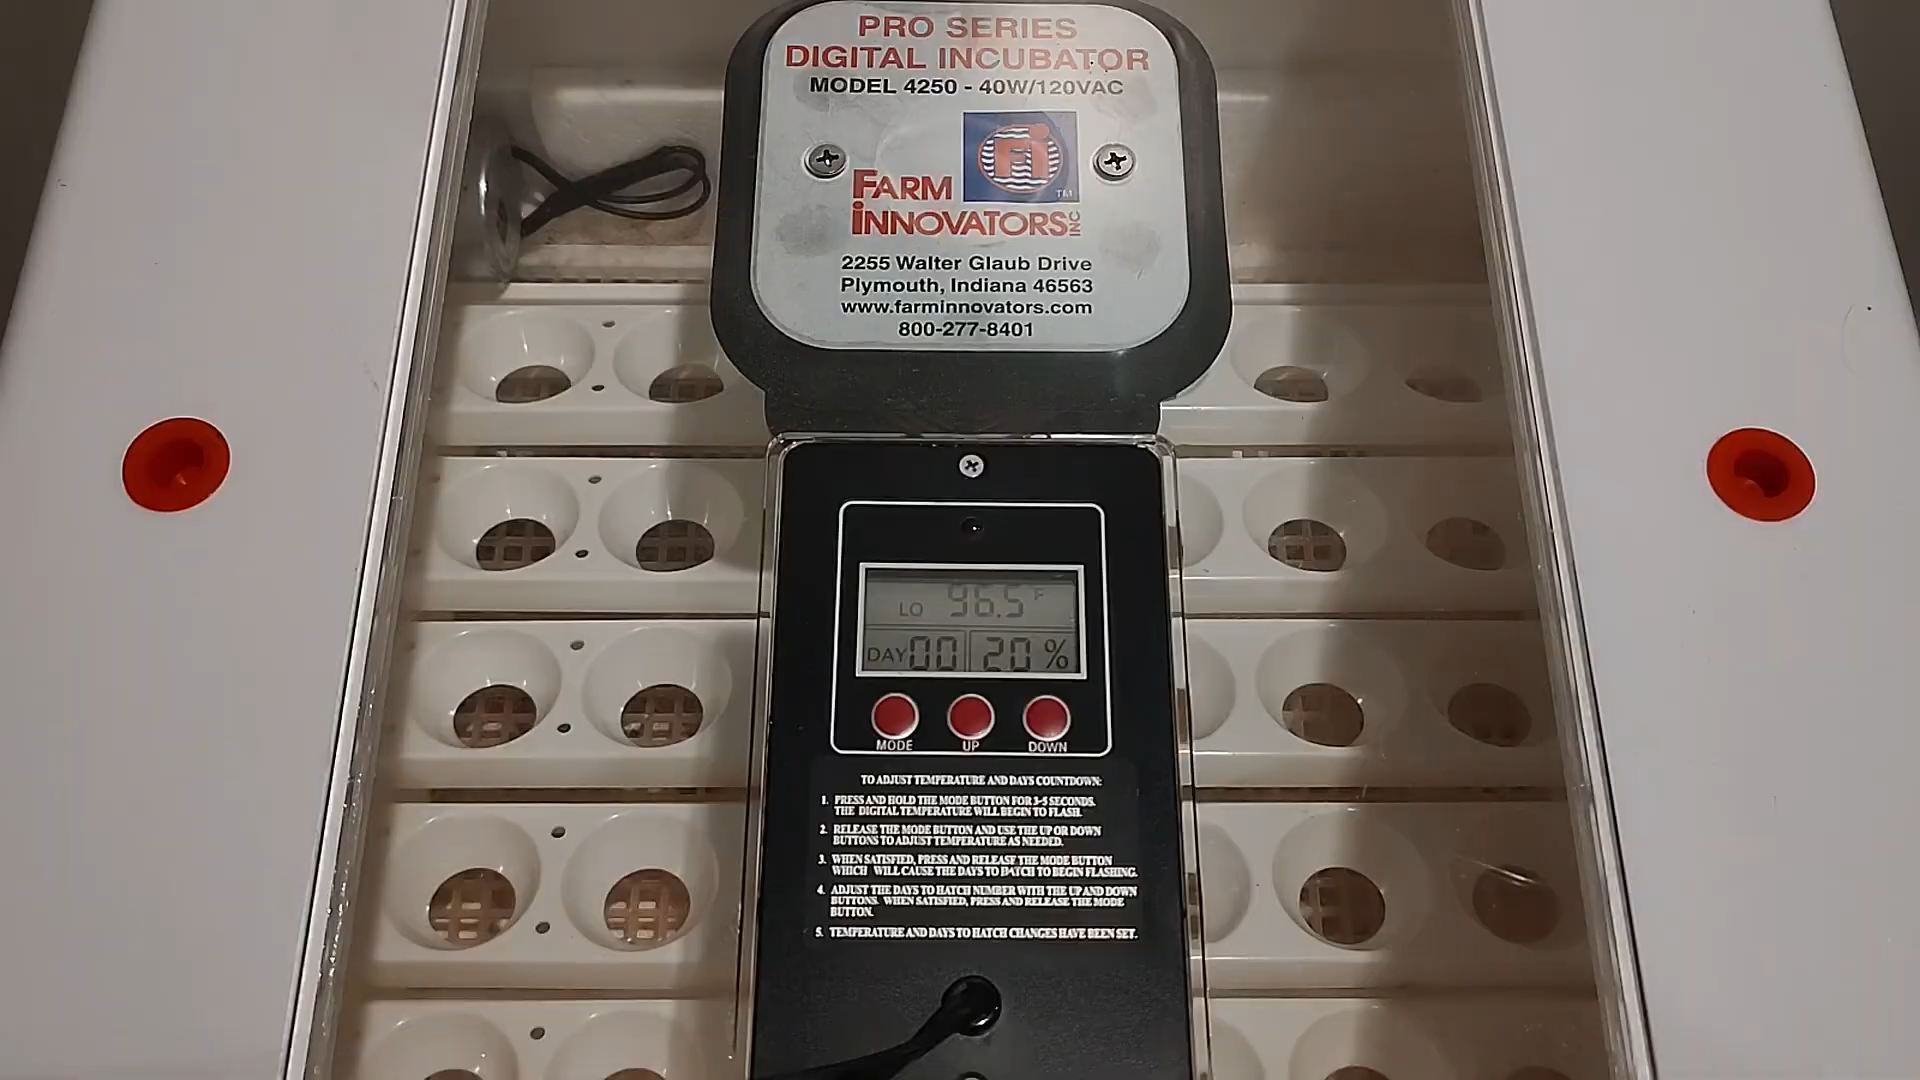 PRO SERIES
DIGITAL INCUBATOR
MODEL 4250 - 40W/120VAC
Fi
TM
FARM
INNOVATORS INC
2255 Walter Glaub Drive
Plymouth, Indiana 46563
www.farminnovators.com
800-277-8401
LO 96.5 F
DAY 00 20 %
MODE UP DOWN
TO ADJUST TEMPERATURE AND DAYS COUNTDOWN:
1. PRESS AND HOLD THE MODE BUTTON FOR 3-5 SECONDS.
THE DIGITAL TEMPERATURE WILL BEGIN TO FLASH.
2. RELEASE THE MODE BUTTON AND USE THE UP OR DOWN
BUTTONS TO ADJUST TEMPERATURE AS NEEDED.
3. WHEN SATISFIED, PRESS AND RELEASE THE MODE BUTTON
WHICH WILL CAUSE THE DAYS TO HATCH TO BEGIN FLASHING.
4. ADJUST THE DAYS TO HATCH NUMBER WITH THE UP AND DOWN
BUTTONS. WHEN SATISFIED, PRESS AND RELEASE THE MODE
BUTTON.
5. TEMPERATURE AND DAYS TO HATCH CHANGES HAVE BEEN SET.